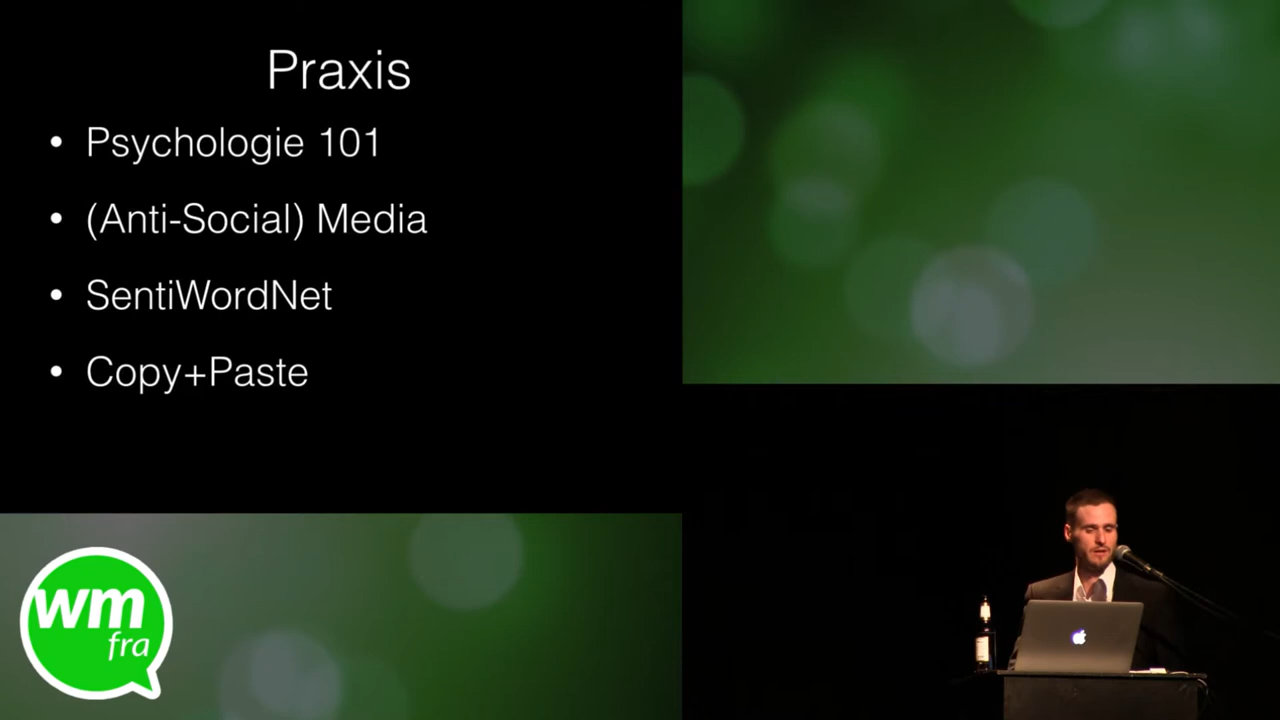 Praxis
• Psychologie 101
• (Anti-Social) Media
• SentiWordNet
• Copy+Paste
wm
fra